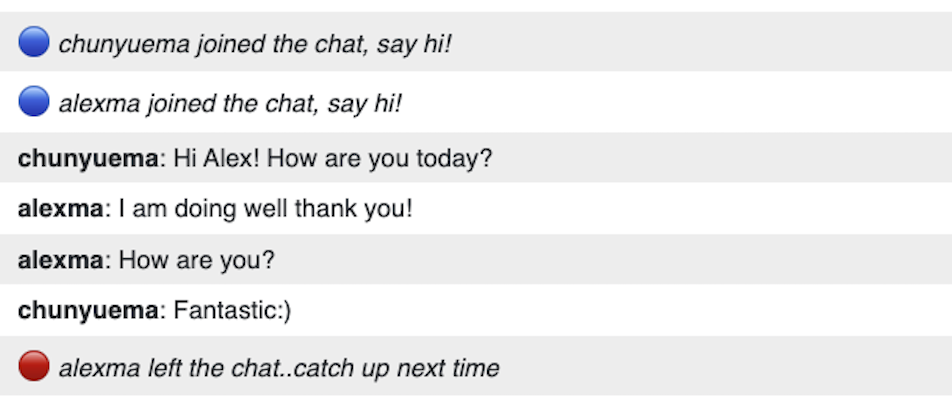 chunyuema joined the chat, say hi!
alexma joined the chat, say hi!
chunyuema: Hi Alex! How are you today?
alexma: I am doing well thank you!
alexma: How are you?
chunyuema: Fantastic:)
alexma left the chat..catch up next time